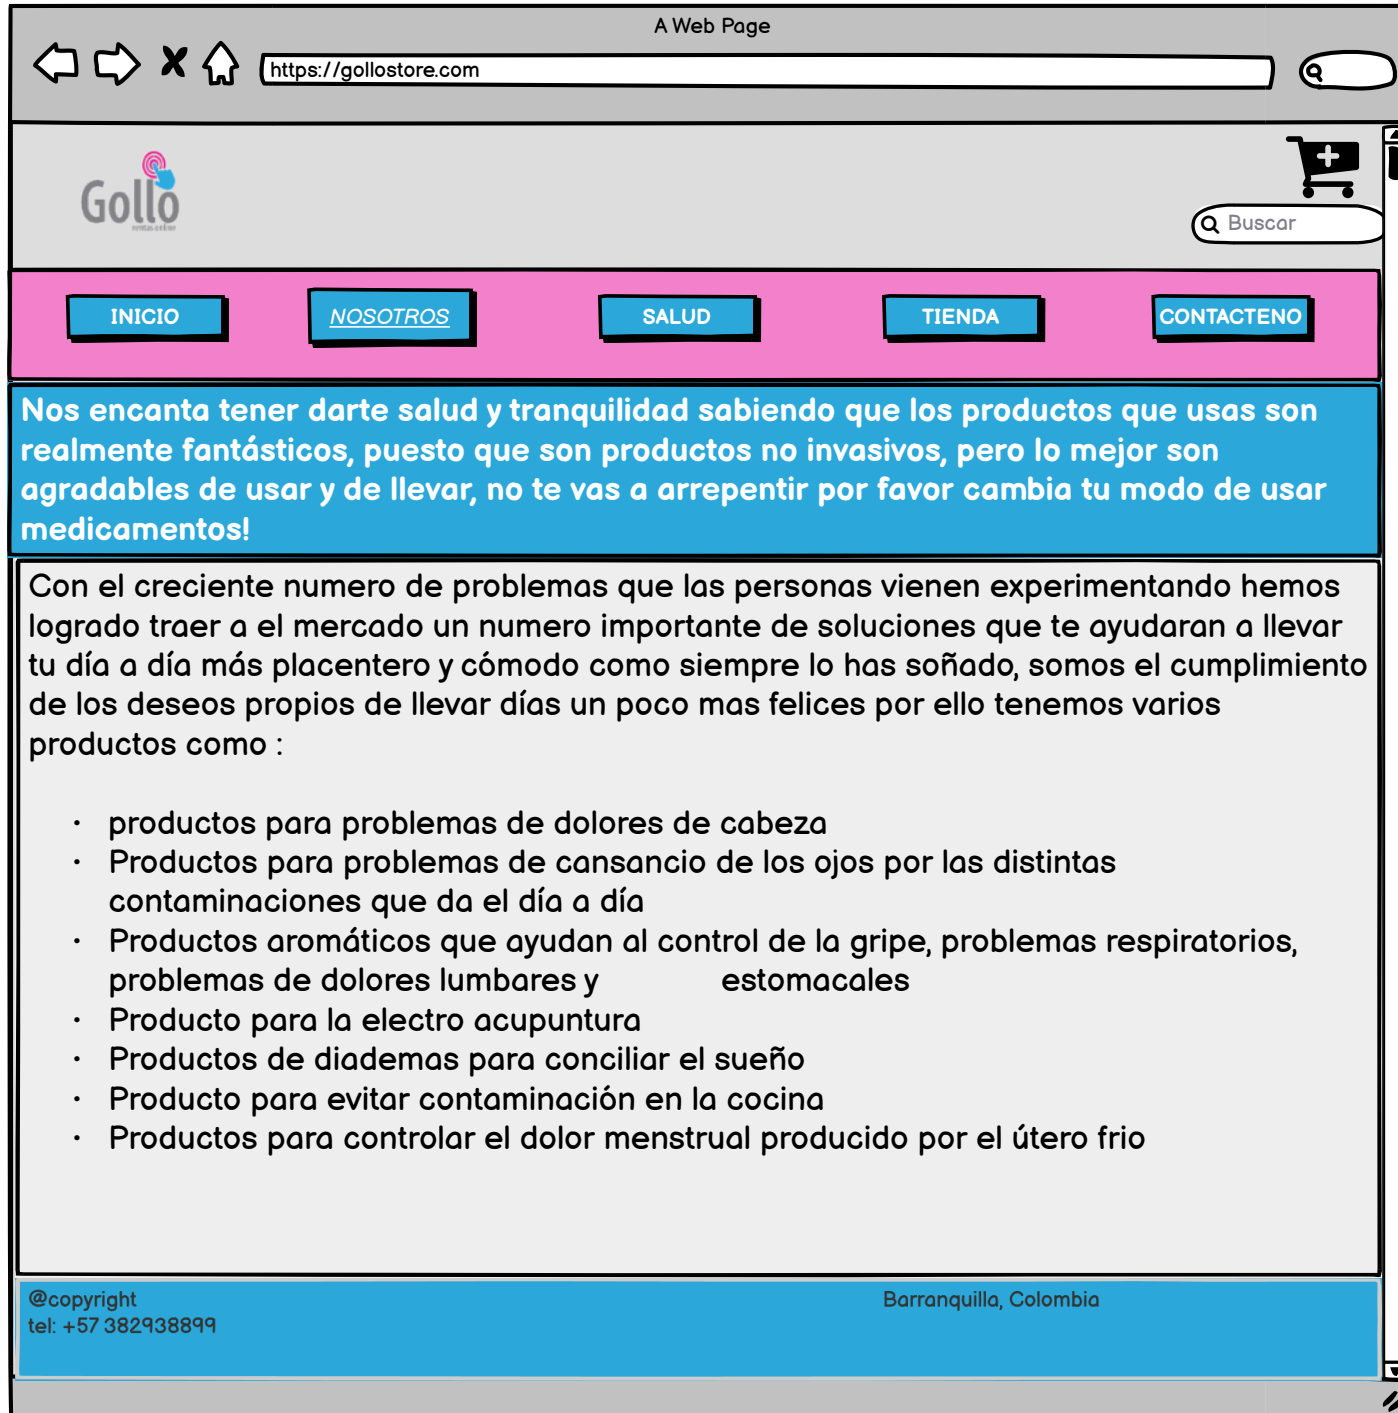 A Web Page
https://gollostore.com
Gollo
ventas online
Buscar
INICIO
NOSOTROS
SALUD
TIENDA
CONTACTENO
Nos encanta tener darte salud y tranquilidad sabiendo que los productos que usas son
realmente fantásticos, puesto que son productos no invasivos, pero lo mejor son
agradables de usar y de llevar, no te vas a arrepentir por favor cambia tu modo de usar
medicamentos!
Con el creciente numero de problemas que las personas vienen experimentando hemos
logrado traer a el mercado un numero importante de soluciones que te ayudaran a llevar
tu día a día más placentero y cómodo como siempre lo has soñado, somos el cumplimiento
de los deseos propios de llevar días un poco mas felices por ello tenemos varios
productos como :
· productos para problemas de dolores de cabeza
· Productos para problemas de cansancio de los ojos por las distintas
contaminaciones que da el día a día
· Productos aromáticos que ayudan al control de la gripe, problemas respiratorios,
problemas de dolores lumbares y estomacales
· Producto para la electro acupuntura
· Productos de diademas para conciliar el sueño
· Producto para evitar contaminación en la cocina
· Productos para controlar el dolor menstrual producido por el útero frio
@copyright
tel: +57 382938899
Barranquilla, Colombia